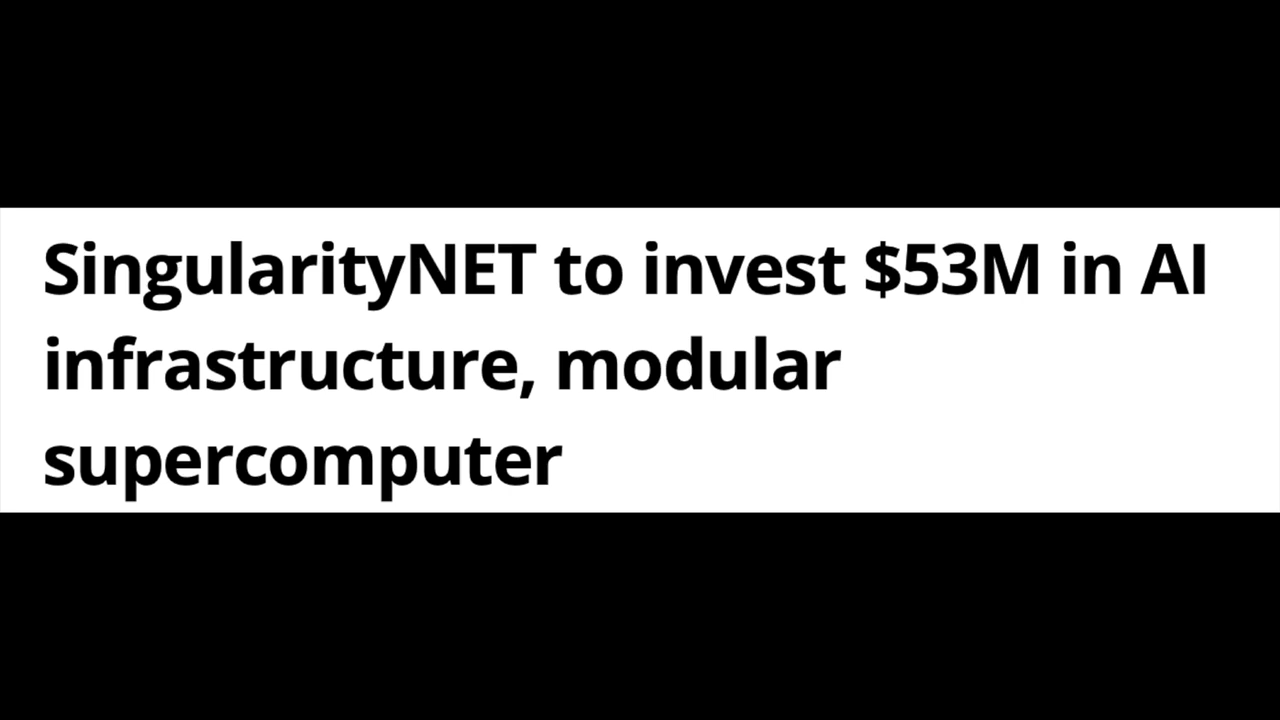 SingularityNET to invest $53M in AI
infrastructure, modular
supercomputer